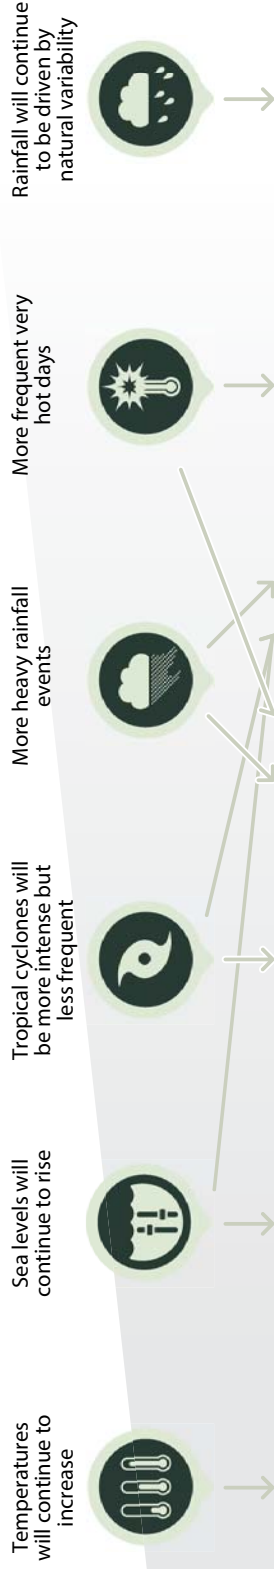 Temperatures
will continue to
increase
Sea levels will
continue to rise
Tropical cyclones will
be more intense but
less frequent
More heavy rainfall
events
More frequent very
hot days
Rainfall will continue
to be driven by
natural variability